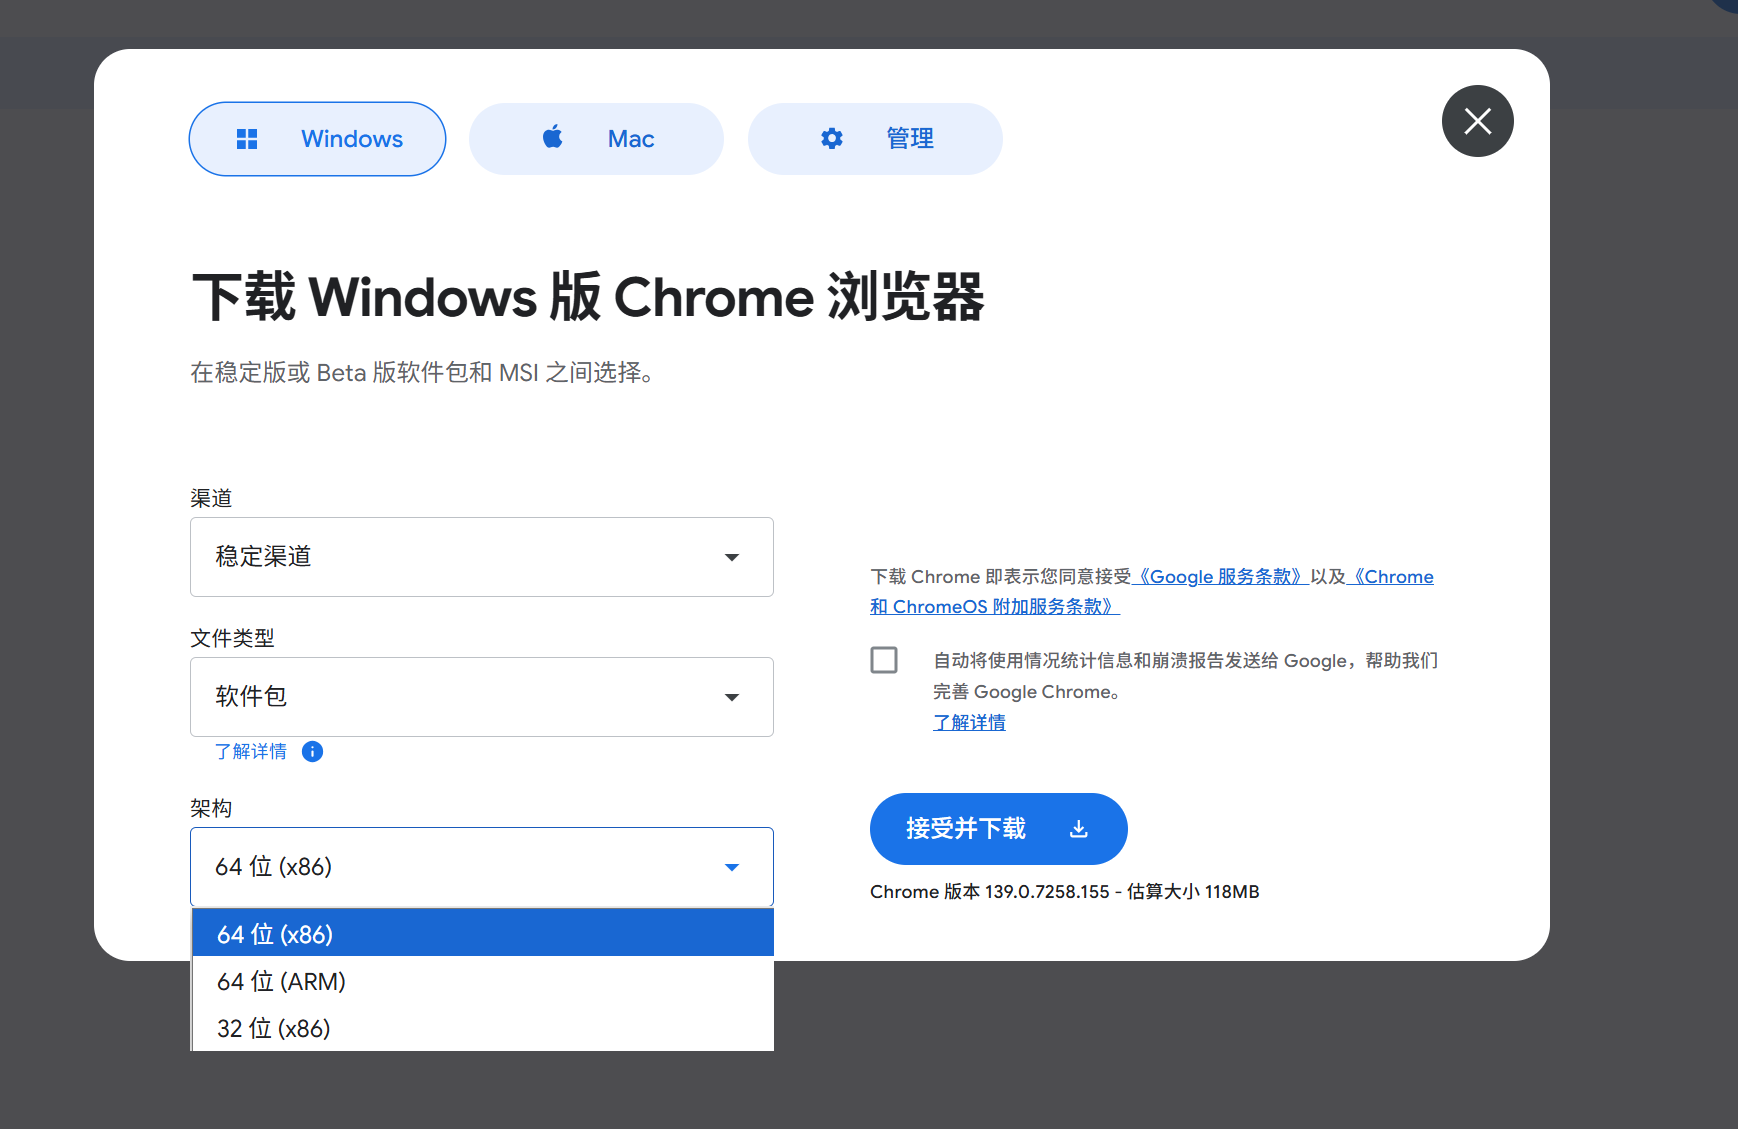 Windows
Mac
管理
下载 Windows 版 Chrome 浏览器
在稳定版或 Beta 版软件包和 MSI 之间选择。
渠道
稳定渠道
文件类型
软件包
了解详情
架构
64 位 (x86)
64 位 (x86)
64 位 (ARM)
32 位 (x86)
下载 Chrome 即表示您同意接受《Google 服务条款》以及《Chrome
和 ChromeOS 附加服务条款》
自动将使用情况统计信息和崩溃报告发送给 Google，帮助我们
完善 Google Chrome。
了解详情
接受并下载
Chrome 版本 139.0.7258.155 - 估算大小 118MB